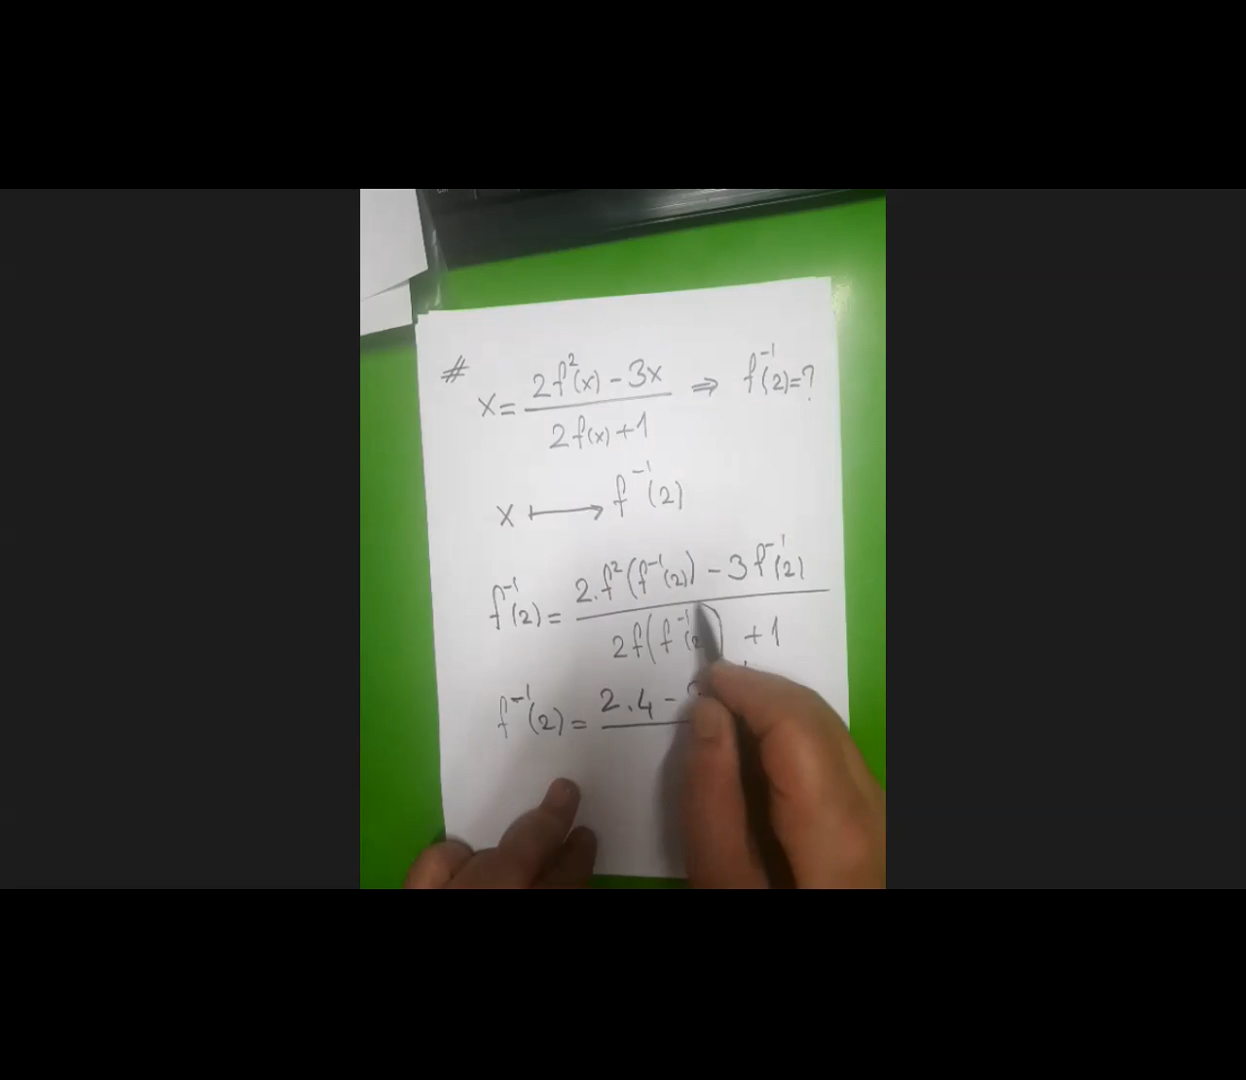 # x = (2f²(x) - 3x) / (2f(x) + 1) ⇒ f⁻¹(2) = ?
x ⟼ f⁻¹(2)
f⁻¹(2) = (2.f²(f⁻¹(2)) - 3f⁻¹(2)) / (2f(f⁻¹(2)) + 1)
f⁻¹(2) = 2.4 -